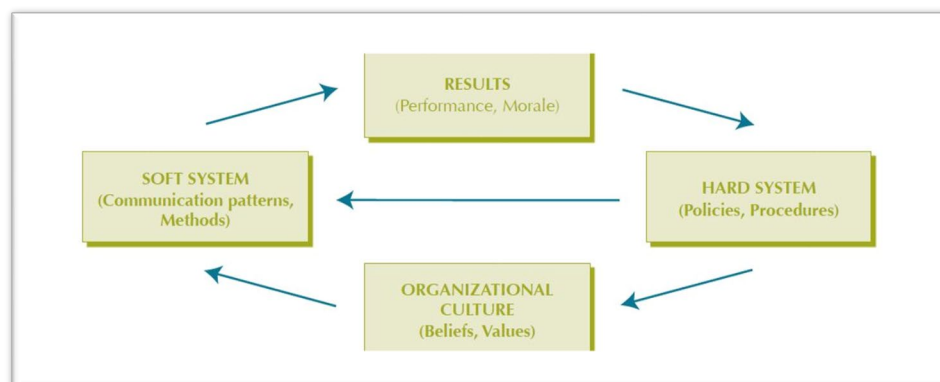 RESULTS
(Performance, Morale)
SOFT SYSTEM
(Communication patterns,
Methods)
HARD SYSTEM
(Policies, Procedures)
ORGANIZATIONAL
CULTURE
(Beliefs, Values)